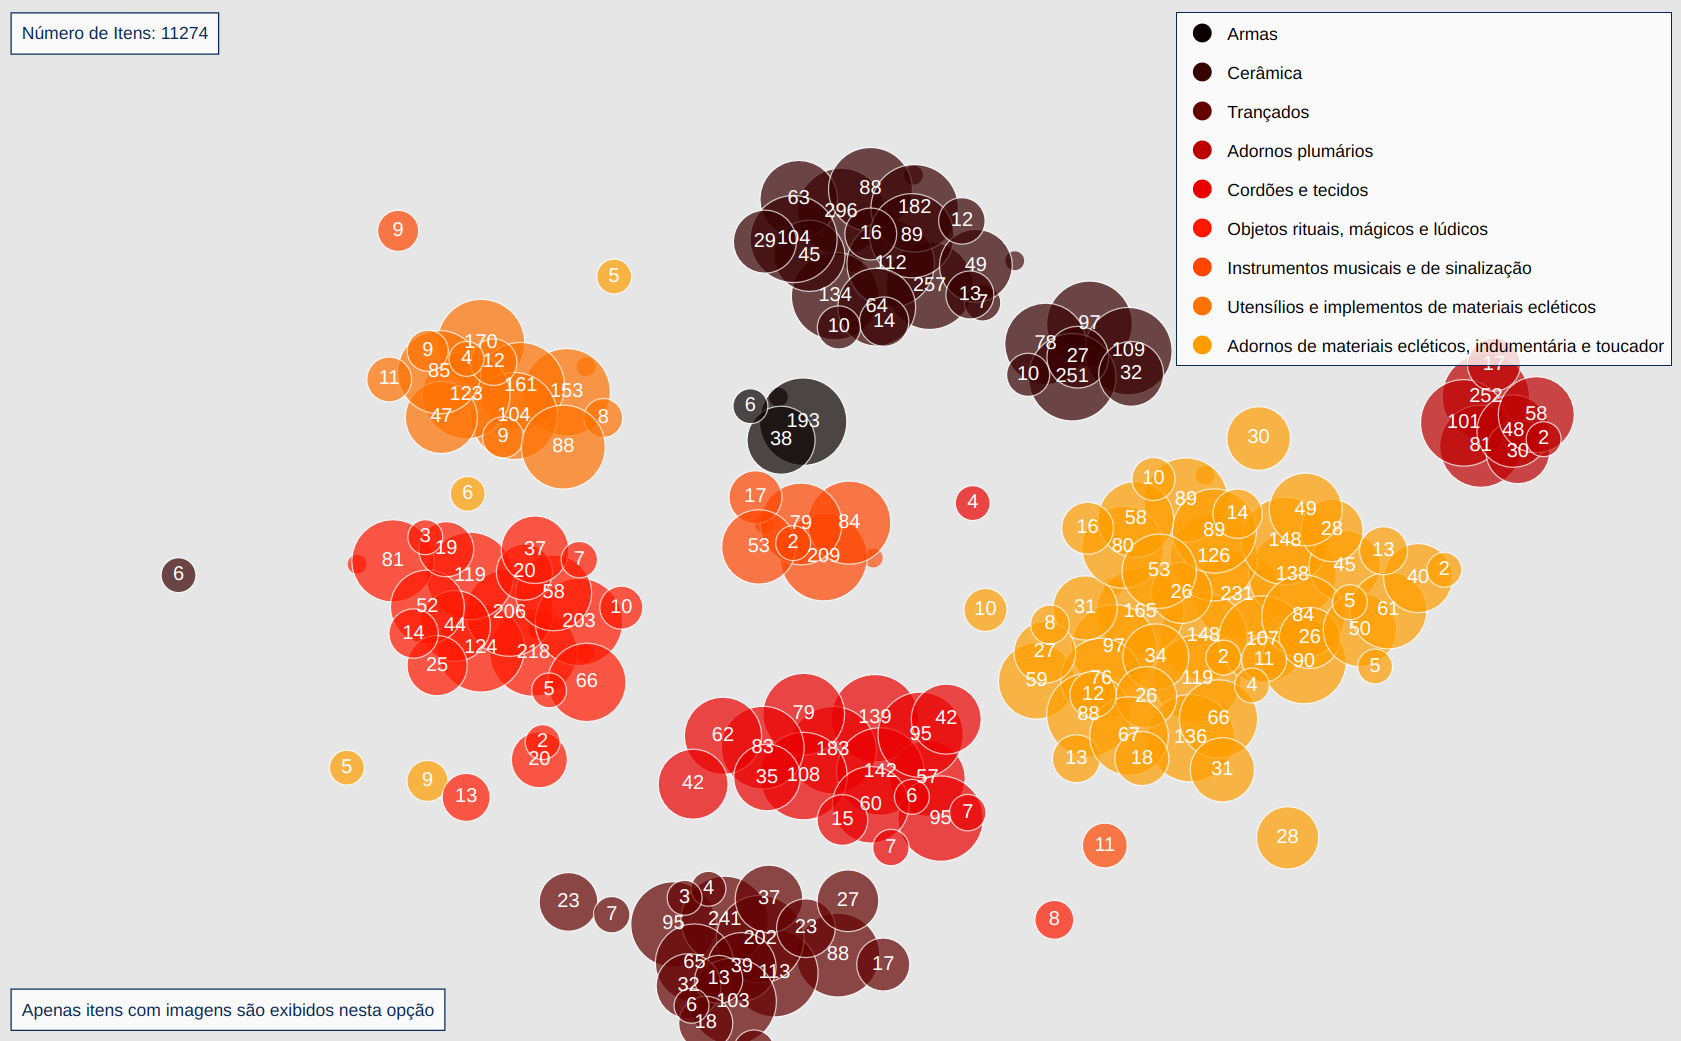 Número de Itens: 11274
Armas
Cerâmica
Trançados
Adornos plumários
Cordões e tecidos
Objetos rituais, mágicos e lúdicos
Instrumentos musicais e de sinalização
Utensílios e implementos de materiais ecléticos
Adornos de materiais ecléticos, indumentária e toucador
63 296 88 182 12
29 104 45 16 89
112 257 49 13 7
134 64 10 14
9
5
97 78 27 109
10 251 32
170 9 4 12
11 85 123 161 153
47 104 9 8 88
6 193 38
17
252 101 48 58
81 30 2
30
6
17 79 84
53 2 209
4
10 89 14 49 28
16 58 80 89 148 13
126 53 138 45 40 2
26 231 165 31 8
84 5 61 50
27 97 34 148 2 107 26
11 90 5
59 76 12 26 119 4
88 67 136 66
13 18 31
6
3 19 81 119
37 20 7 58
52 206 203 10
14 44 124 218
25 5 66
10
2
20
5
9
13
79 139 42
62 83 183 95
42 35 108 142 57
60 6 15 95 7
7
11
28
8
23 7
3 4 37 27
95 241 202 23
88 17
65 39 113
32 13 103
6 18
Apenas itens com imagens são exibidos nesta opção